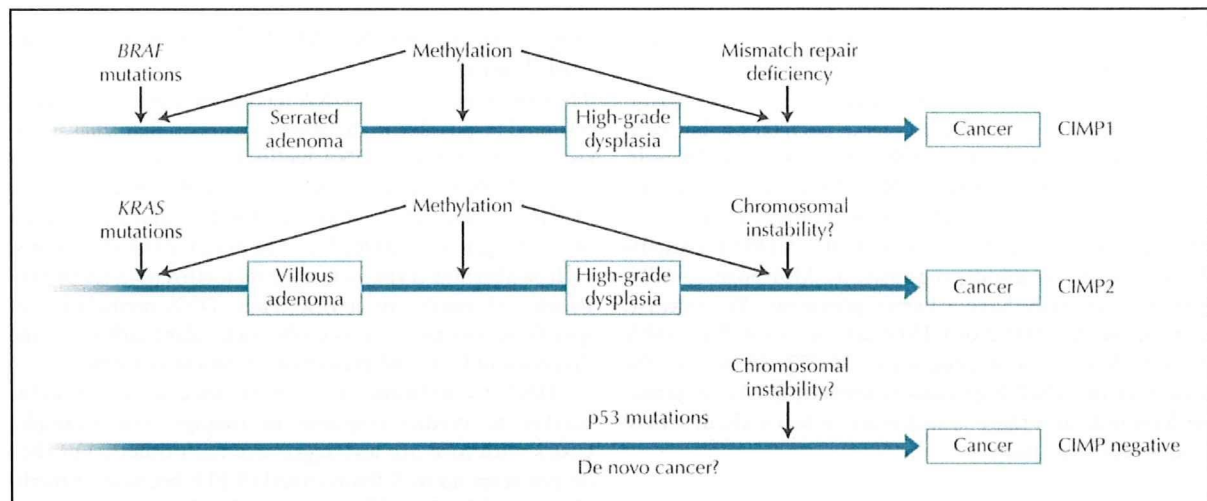 BRAF
mutations
Methylation
Mismatch repair
deficiency
Serrated
adenoma
High-grade
dysplasia
Cancer
CIMP1
KRAS
mutations
Methylation
Chromosomal
instability?
Villous
adenoma
High-grade
dysplasia
Cancer
CIMP2
Chromosomal
instability?
p53 mutations
De novo cancer?
Cancer
CIMP negative